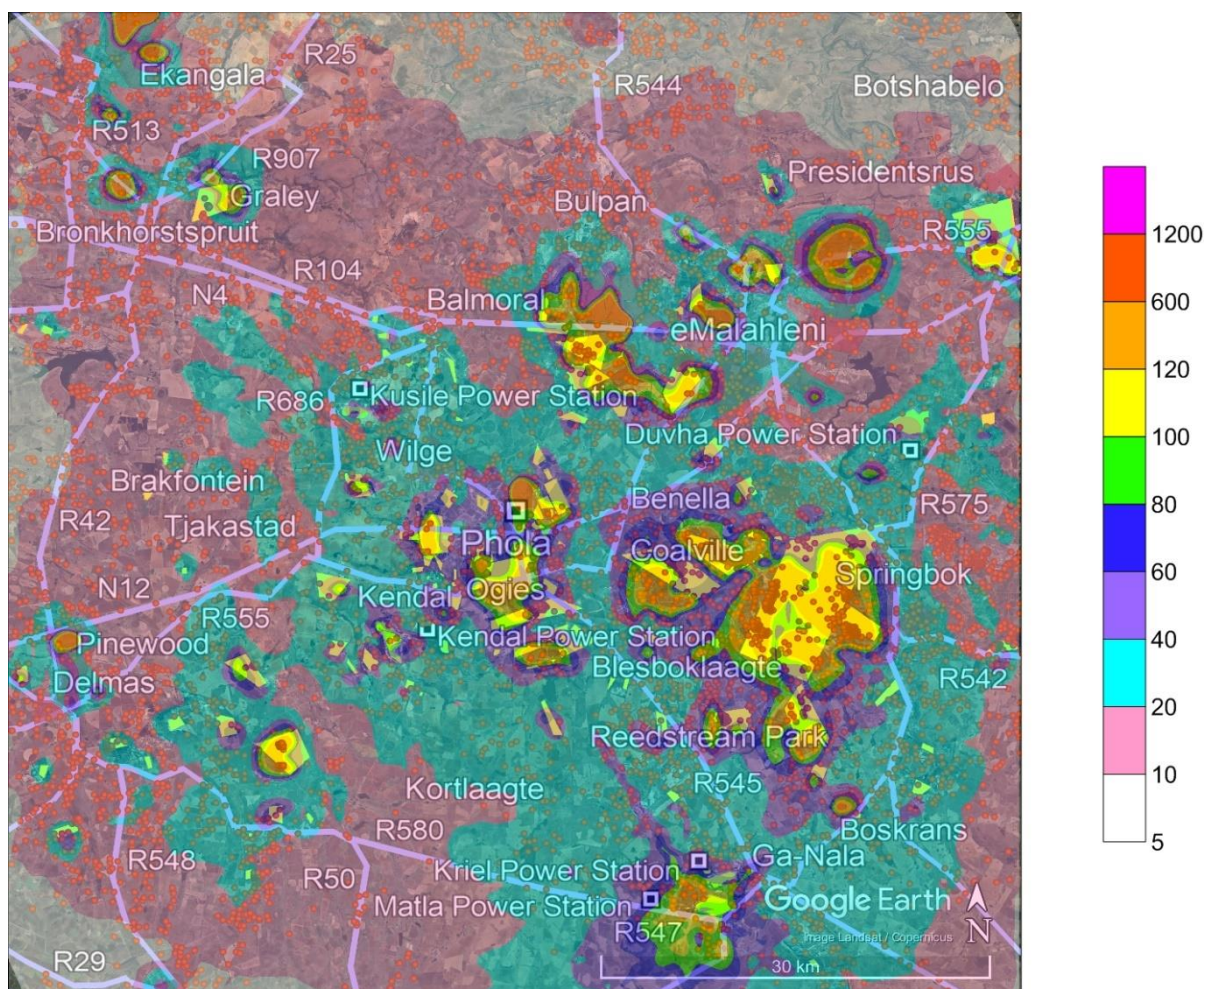 R25
Ekangala
R544
Botshabelo
R513
R907
Presidentsrus
Graley
Bulpan
Bronkhorstspruit
R555
R104
N4
Balmoral
eMalahleni
R686
Kusile Power Station
Duvha Power Station
Wilge
Brakfontein
Benella
R575
R42
Tjakastad
Phola
Coalville
Springbok
N12
Kendal
Ogies
R555
Pinewood
Kendal Power Station
Blesboklaagte
Delmas
R542
Reedstream Park
R545
Kortlaagte
R580
Boskrans
R548
Ga-Nala
R50
Kriel Power Station
Matla Power Station
Google Earth
R547
N
Image Landsat / Copernicus
R29
30 km
1200
600
120
100
80
60
40
20
10
5